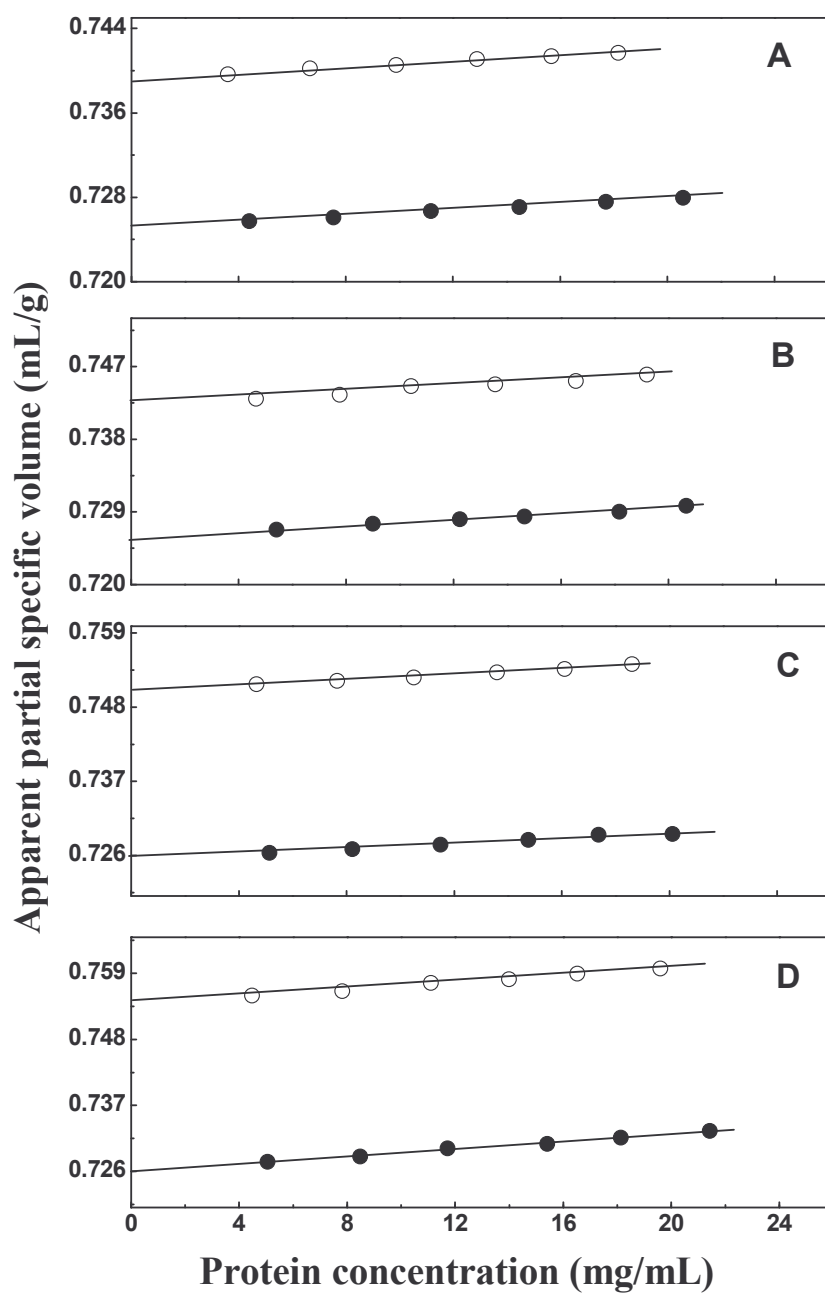 Apparent partial specific volume (mL/g)
0.744
A
0.736
0.728
0.720
0.747
B
0.738
0.729
0.720
0.759
C
0.748
0.737
0.726
0.759
D
0.748
0.737
0.726
0 4 8 12 16 20 24
Protein concentration (mg/mL)